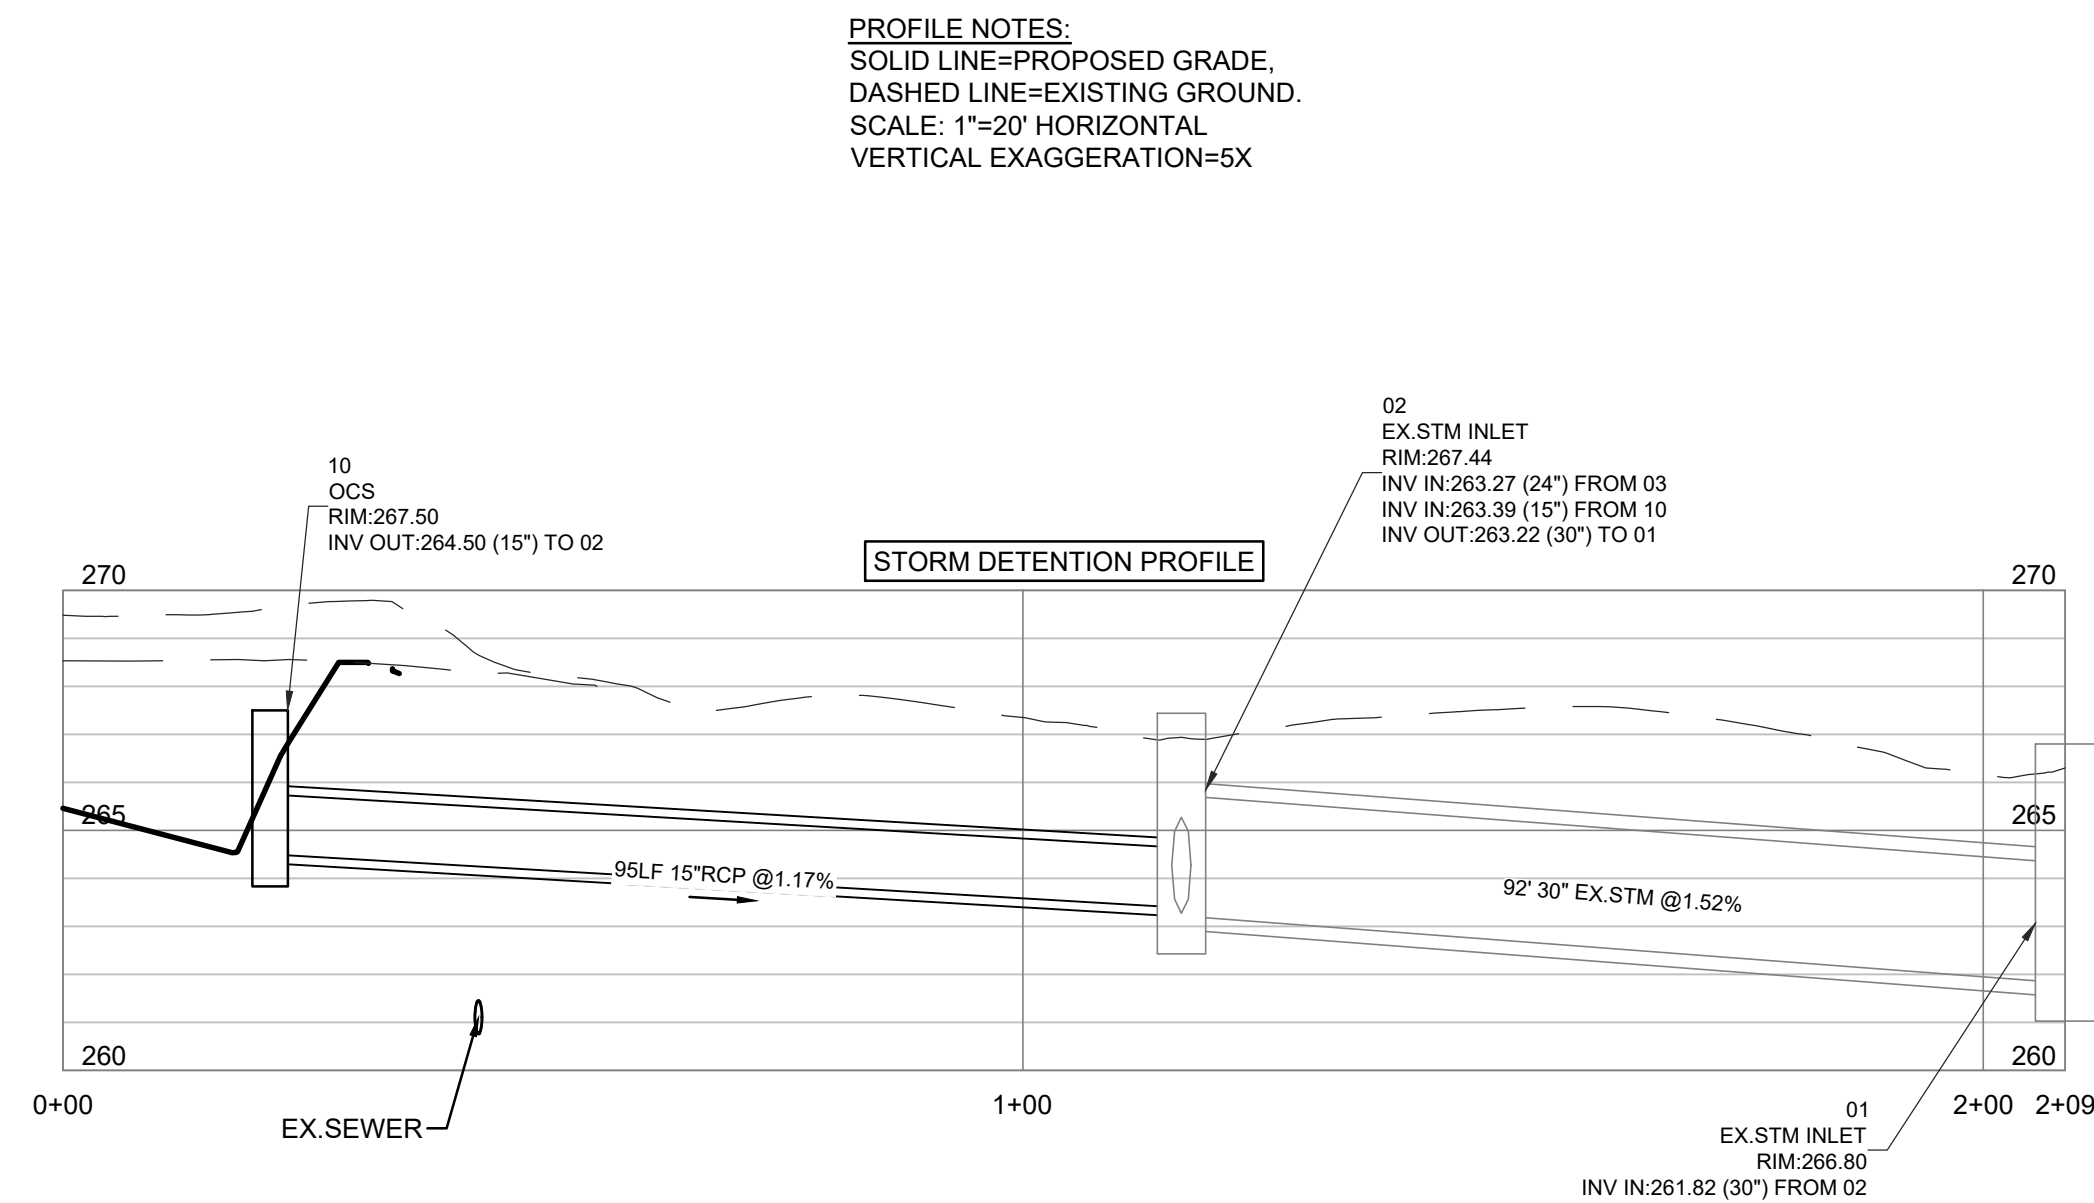 PROFILE NOTES:
SOLID LINE=PROPOSED GRADE,
DASHED LINE=EXISTING GROUND.
SCALE: 1"=20' HORIZONTAL
VERTICAL EXAGGERATION=5X
02
EX.STM INLET
RIM:267.44
INV IN:263.27 (24") FROM 03
INV IN:263.39 (15") FROM 10
INV OUT:263.22 (30") TO 01
10
OCS
RIM:267.50
INV OUT:264.50 (15") TO 02
STORM DETENTION PROFILE
270
270
265
265
95LF 15"RCP @1.17%
92' 30" EX.STM @1.52%
260
260
0+00
1+00
2+00
2+09
EX.SEWER
01
EX.STM INLET
RIM:266.80
INV IN:261.82 (30") FROM 02